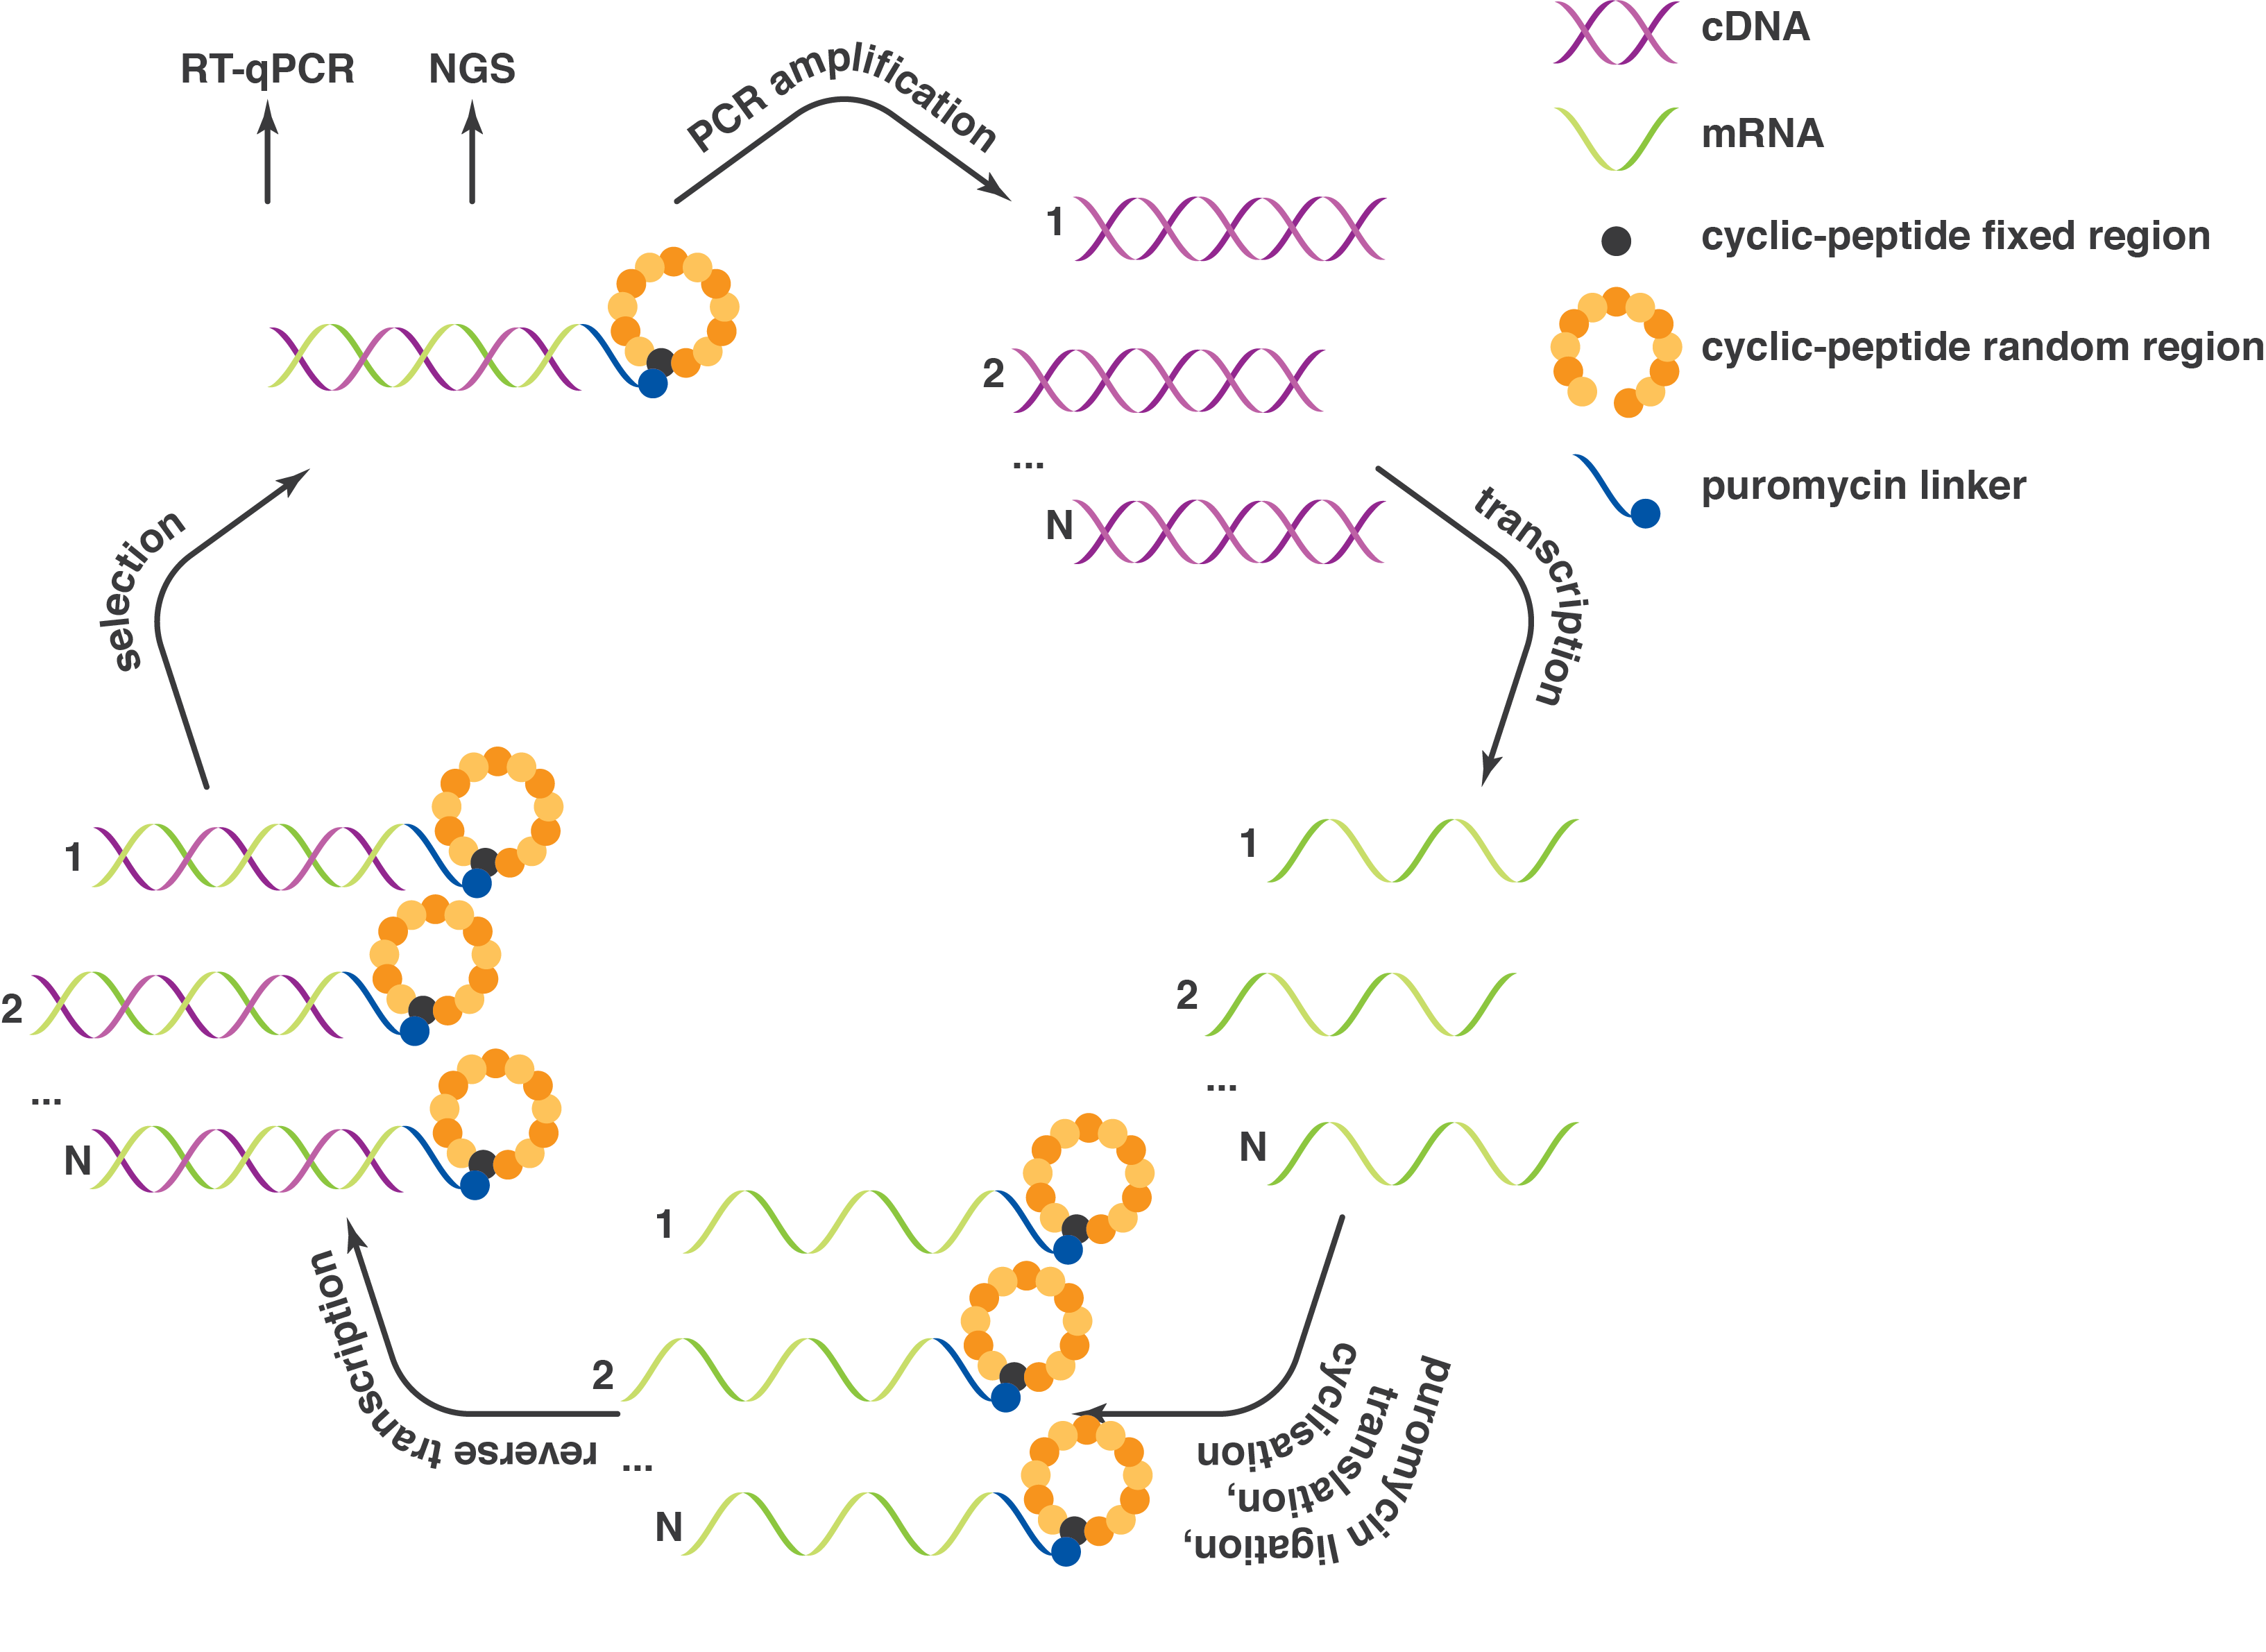 RT-qPCR
NGS
PCR amplification
cDNA
mRNA
cyclic-peptide fixed region
cyclic-peptide random region
puromycin linker
1
2
...
N
transcription
1
2
...
N
puromycin ligation,
translation,
cyclisation
1
2
...
N
reverse transcription
1
2
...
N
selection